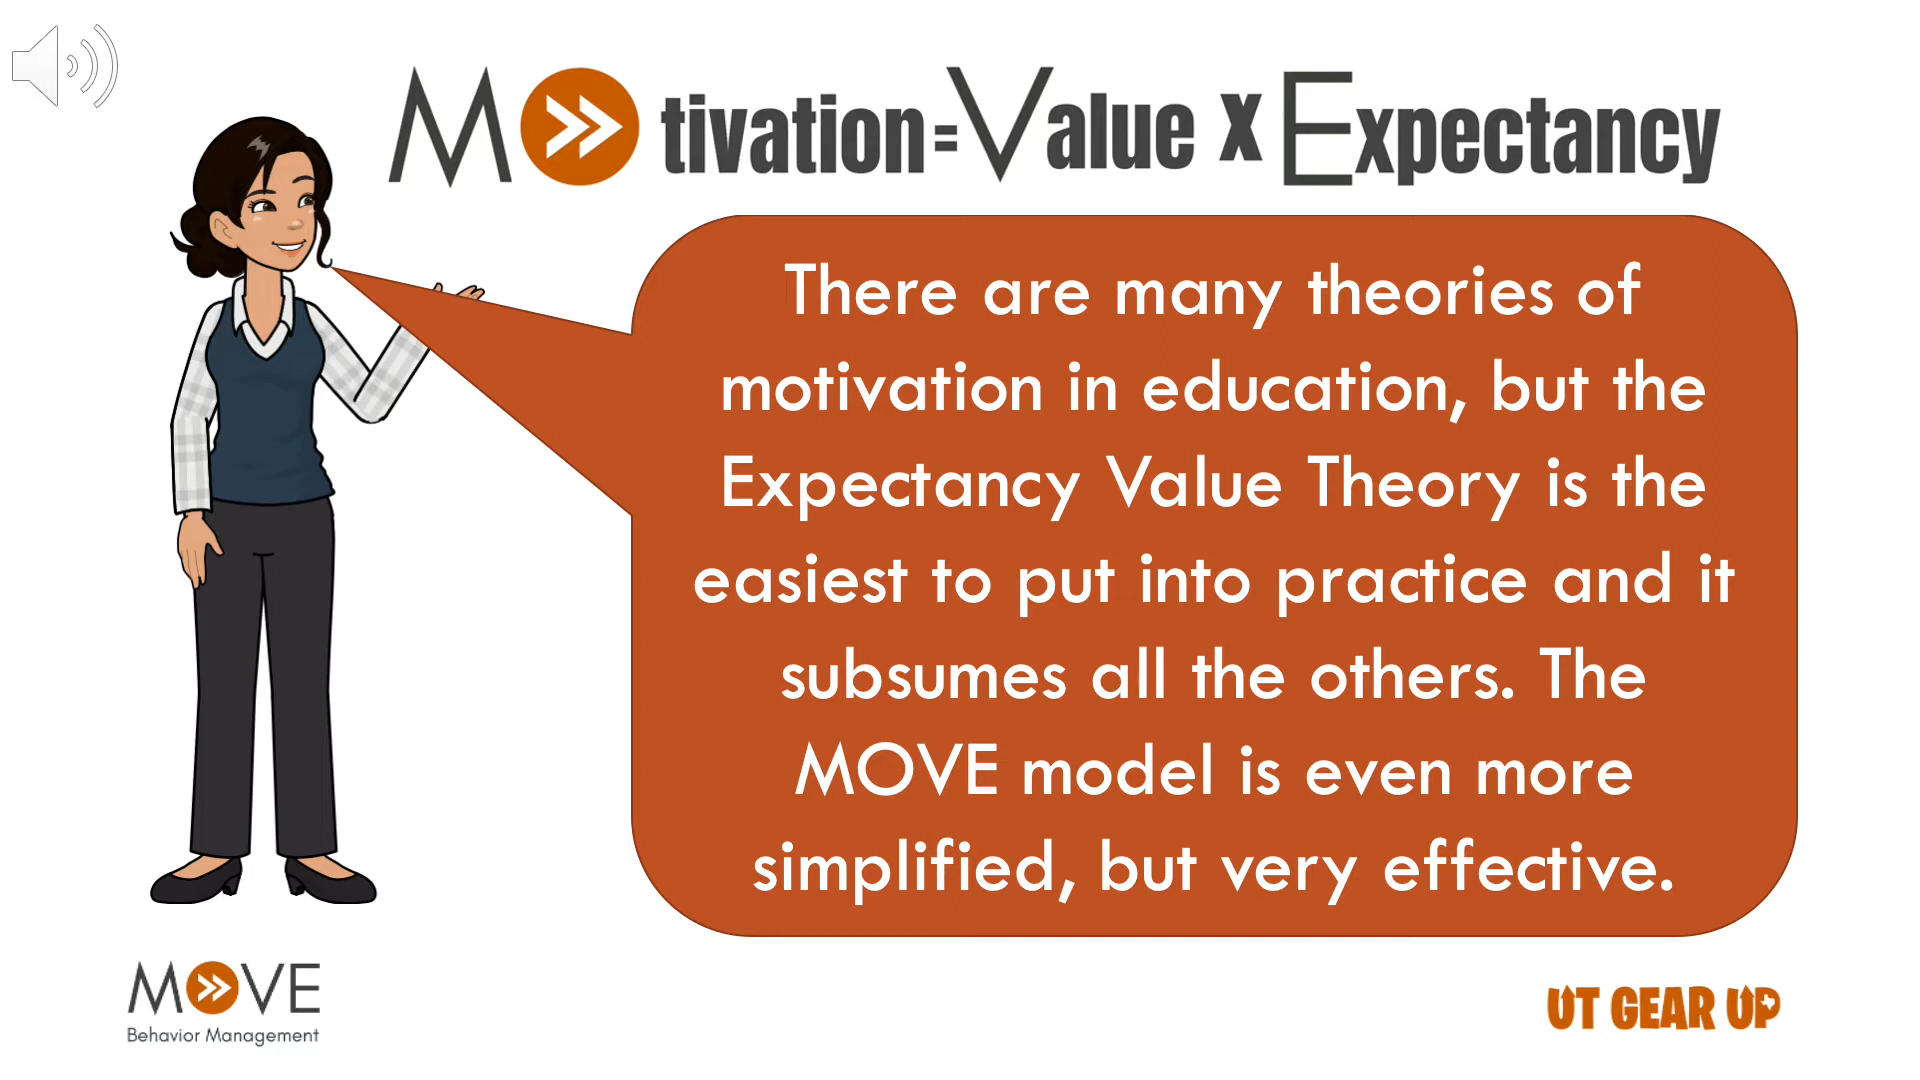 MOtivation=Value x Expectancy
There are many theories of
motivation in education, but the
Expectancy Value Theory is the
easiest to put into practice and it
subsumes all the others. The
MOVE model is even more
simplified, but very effective.
MOVE
Behavior Management
UT GEAR UP